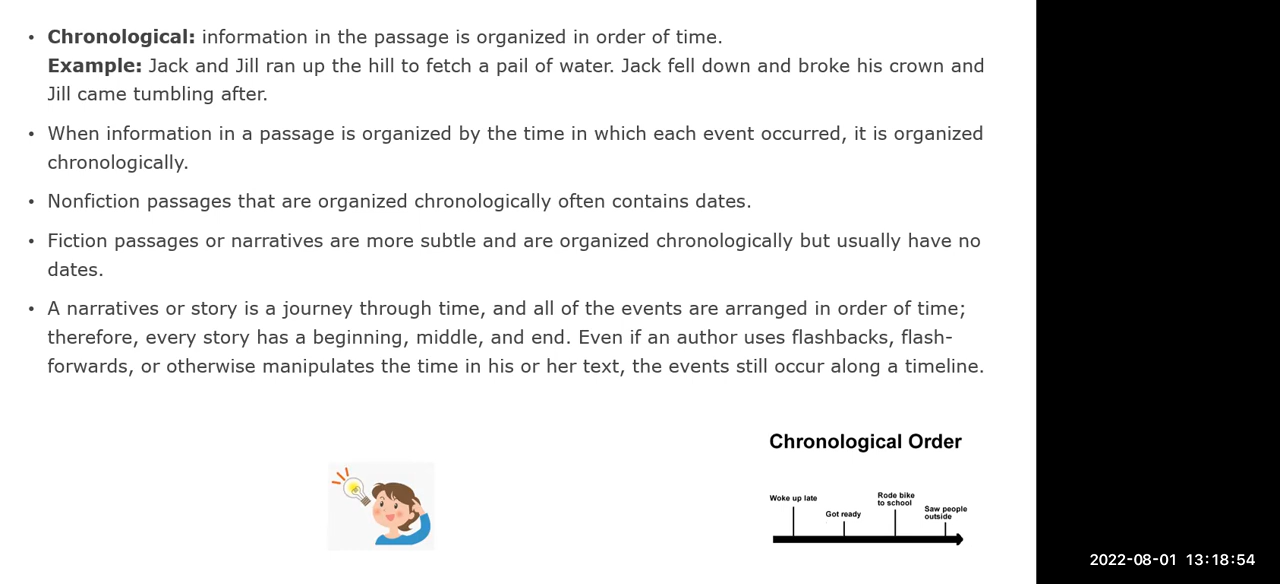 • Chronological: information in the passage is organized in order of time.
Example: Jack and Jill ran up the hill to fetch a pail of water. Jack fell down and broke his crown and
Jill came tumbling after.
• When information in a passage is organized by the time in which each event occurred, it is organized
chronologically.
• Nonfiction passages that are organized chronologically often contains dates.
• Fiction passages or narratives are more subtle and are organized chronologically but usually have no
dates.
• A narratives or story is a journey through time, and all of the events are arranged in order of time;
therefore, every story has a beginning, middle, and end. Even if an author uses flashbacks, flash-
forwards, or otherwise manipulates the time in his or her text, the events still occur along a timeline.
Chronological Order
Woke up late
Got ready
Rode bike
to school
Saw people
outside
2022-08-01 13:18:54